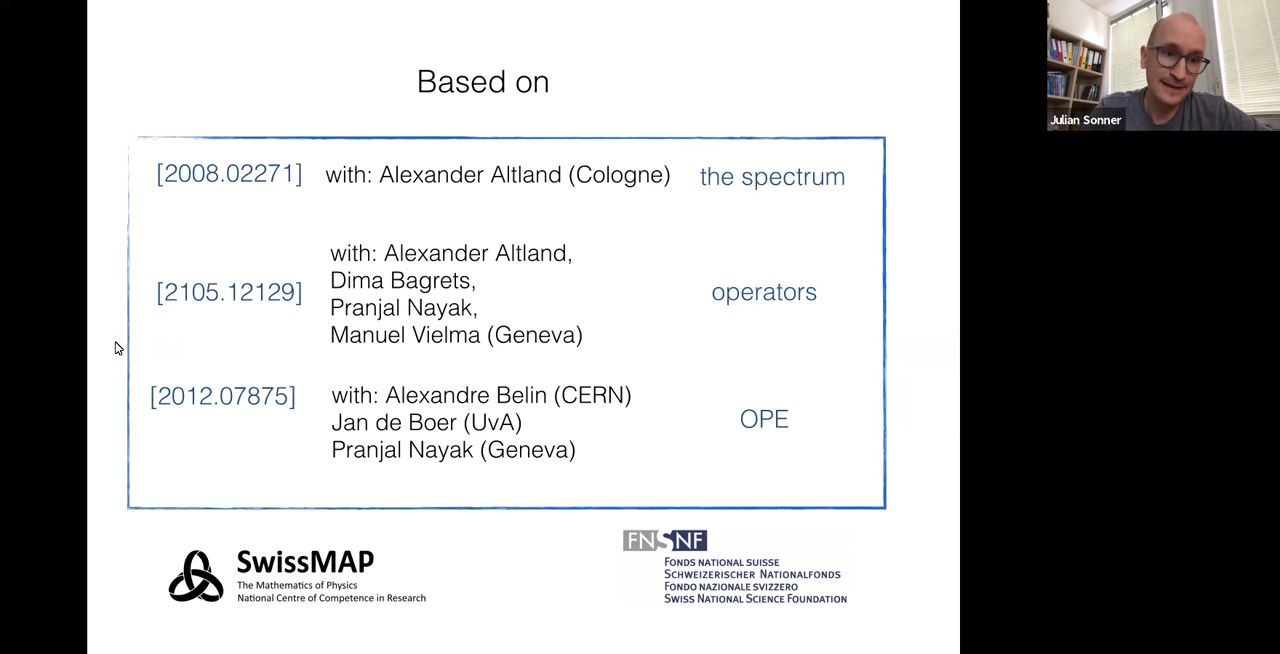 Based on
[2008.02271] with: Alexander Altland (Cologne) the spectrum
with: Alexander Altland,
Dima Bagrets,
[2105.12129] operators
Pranjal Nayak,
Manuel Vielma (Geneva)
[2012.07875] with: Alexandre Belin (CERN)
Jan de Boer (UvA) OPE
Pranjal Nayak (Geneva)
SwissMAP
The Mathematics of Physics
National Centre of Competence in Research
FNSNF
FONDS NATIONAL SUISSE
SCHWEIZERISCHER NATIONALFONDS
FONDO NAZIONALE SVIZZERO
SWISS NATIONAL SCIENCE FOUNDATION
Julian Sonner